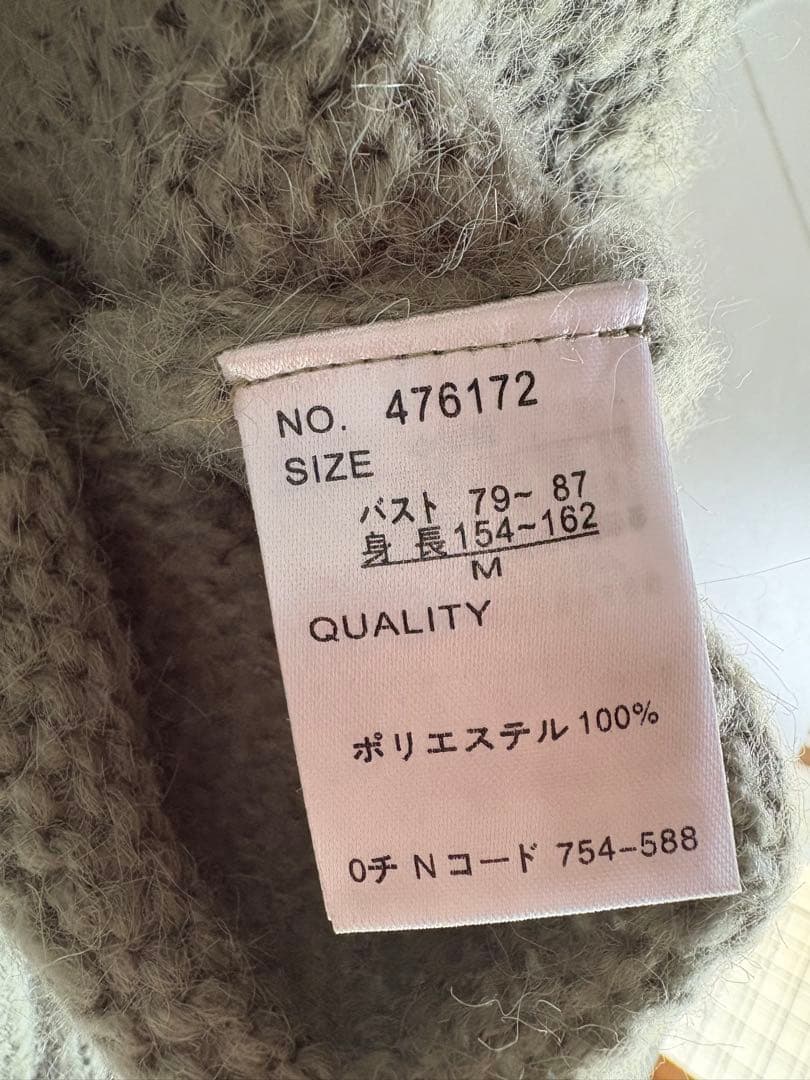 NO. 476172
SIZE
バスト 79~ 87
身 長154~162
M
QUALITY
ポリエステル100%
0チ Nコード 754-588